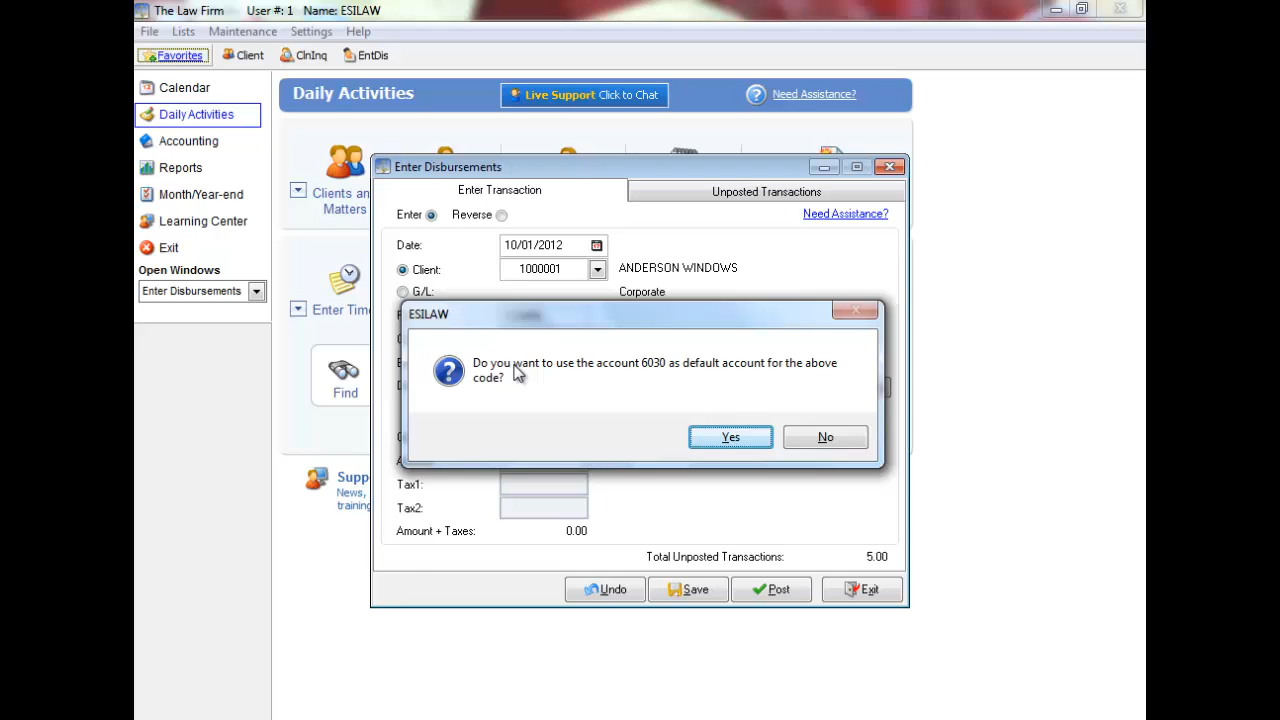 The Law Firm User #: 1 Name: ESILAW
File Lists Maintenance Settings Help
Favorites Client ClnInq EntDis
Calendar
Daily Activities
Accounting
Reports
Month/Year-end
Learning Center
Exit
Open Windows
Enter Disbursements
Daily Activities
Live Support Click to Chat
Need Assistance?
Clients an
Matters
Enter Time
Find
Supp
News,
training
Enter Disbursements
Enter Transaction
Unposted Transactions
Enter Reverse
Need Assistance?
Date: 10/01/2012
Client: 1000001 ANDERSON WINDOWS
G/L: Corporate
ESILAW
Do you want to use the account 6030 as default account for the above
code?
Yes No
Tax1:
Tax2:
Amount + Taxes: 0.00
Total Unposted Transactions: 5.00
Undo Save Post Exit